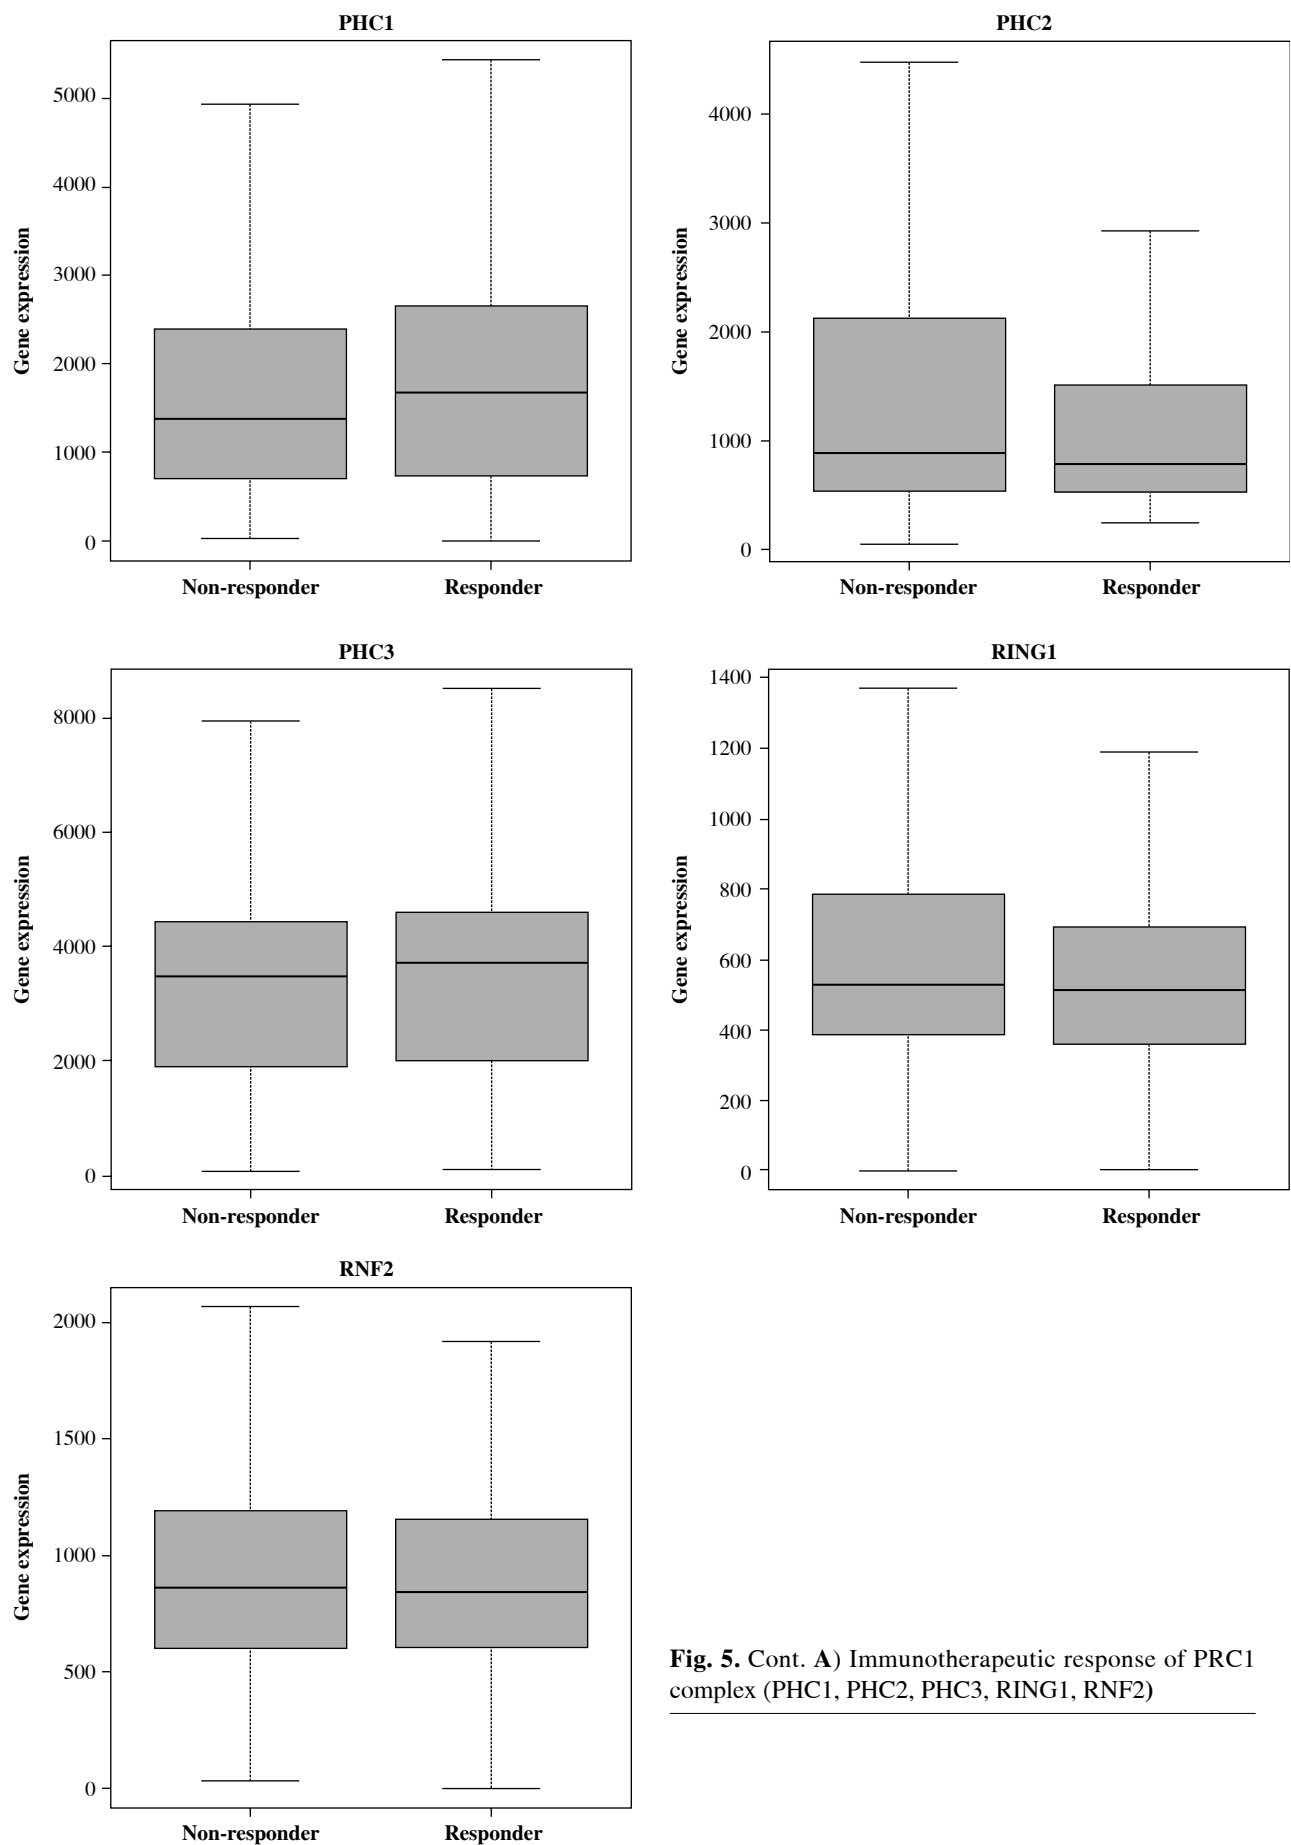 PHC1
Gene expression
5000
4000
3000
2000
1000
0
Non-responder
Responder
PHC2
Gene expression
4000
3000
2000
1000
0
Non-responder
Responder
PHC3
Gene expression
8000
6000
4000
2000
0
Non-responder
Responder
RING1
Gene expression
1400
1200
1000
800
600
400
200
0
Non-responder
Responder
RNF2
Gene expression
2000
1500
1000
500
0
Non-responder
Responder
Fig. 5. Cont. A) Immunotherapeutic response of PRC1
complex (PHC1, PHC2, PHC3, RING1, RNF2)